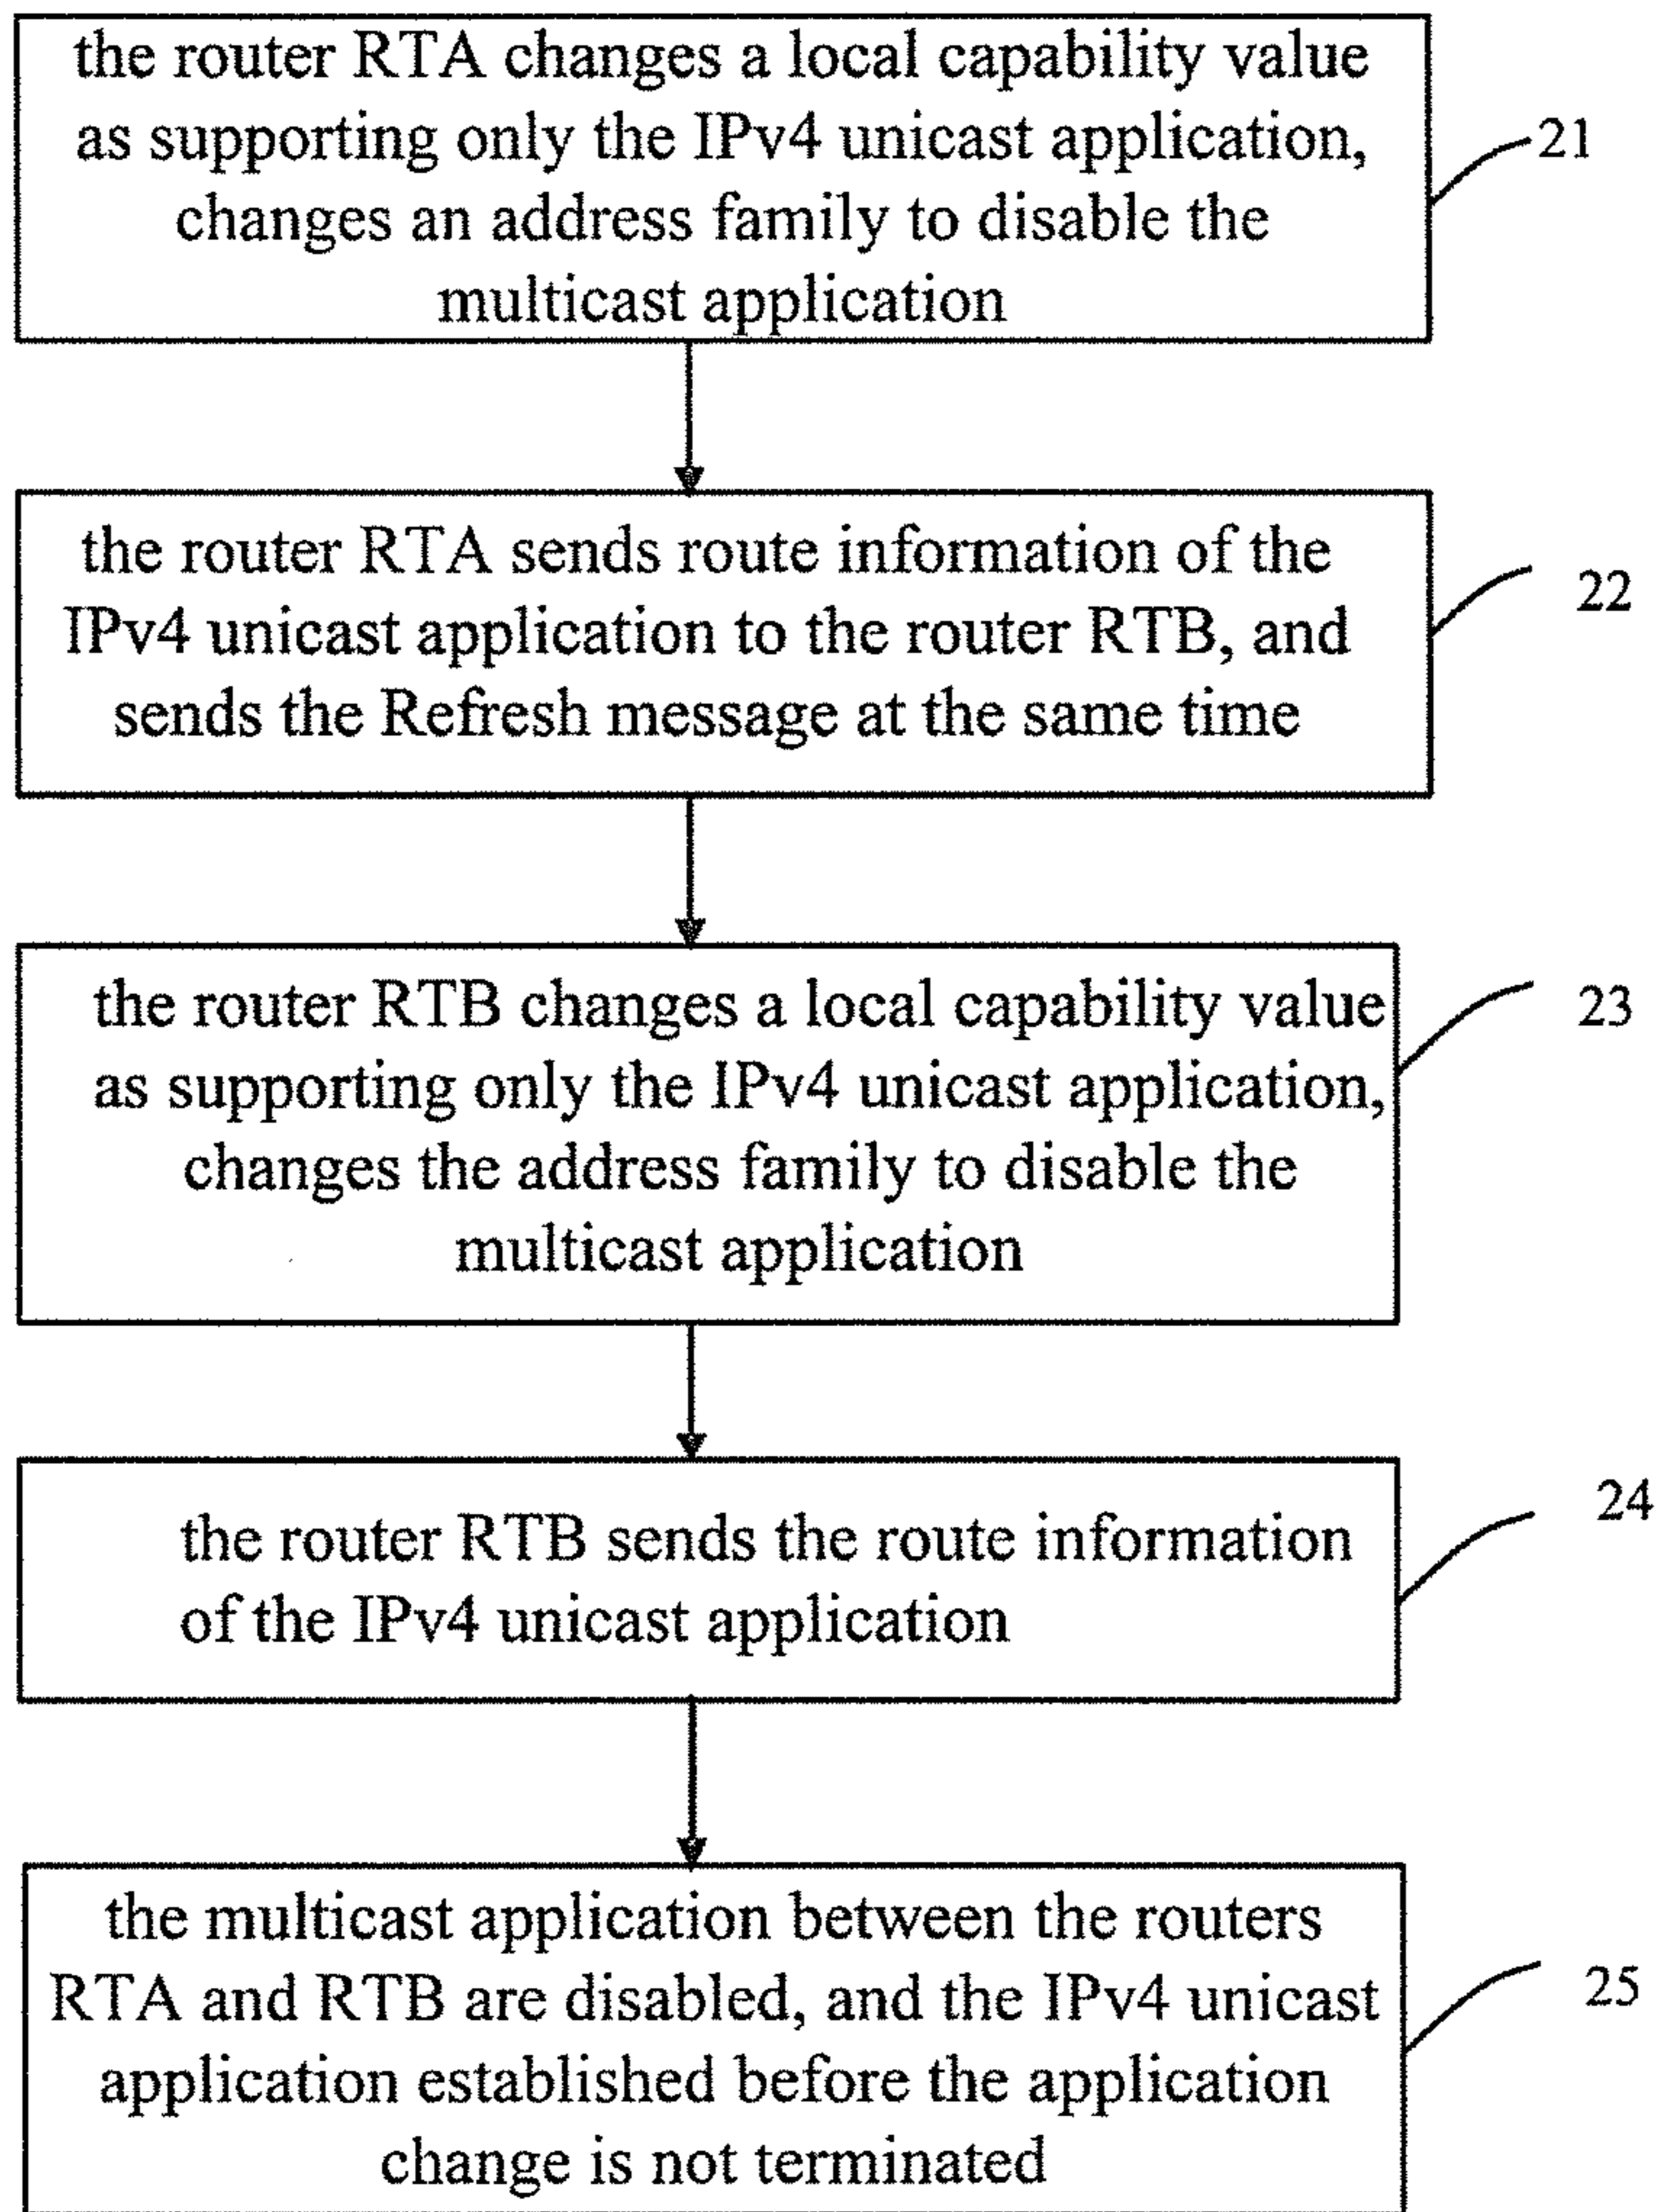 the router RTA changes a local capability value
as supporting only the IPv4 unicast application,
changes an address family to disable the
multicast application
21
the router RTA sends route information of the
IPv4 unicast application to the router RTB, and
sends the Refresh message at the same time
22
the router RTB changes a local capability value
as supporting only the IPv4 unicast application,
changes the address family to disable the
multicast application
23
the router RTB sends the route information
of the IPv4 unicast application
24
the multicast application between the routers
RTA and RTB are disabled, and the IPv4 unicast
application established before the application
change is not terminated
25